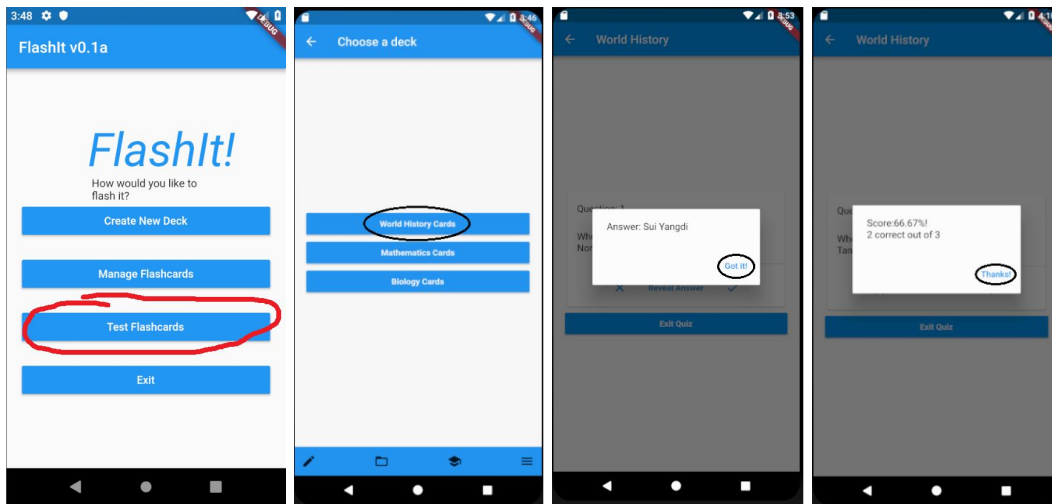 3:48
DEBUG
FlashIt v0.1a
FlashIt!
How would you like to
flash it?
Create New Deck
Manage Flashcards
Test Flashcards
Exit
3:46
Choose a deck
World History Cards
Mathematics Cards
Biology Cards
3:53
World History
Question: 1
Answer: Sui Yangdi
Got it!
Reveal Answer
Exit Quiz
World History
Score:66.67%!
2 correct out of 3
Thanks!
Exit Quiz